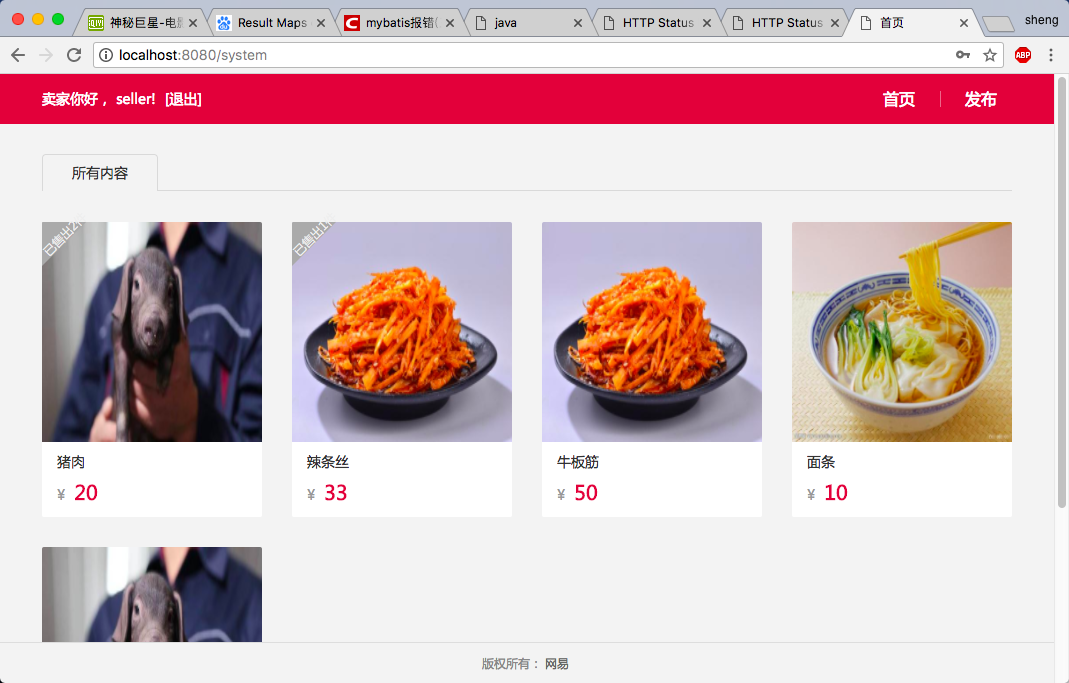 神秘巨星-电
Result Maps
mybatis报错(
java
HTTP Status
HTTP Status
首页
sheng
localhost:8080/system
ABP
卖家你好， seller! [退出]
首页
发布
所有内容
已售出2
已售出1
猪肉
辣条丝
牛板筋
面条
¥ 20
¥ 33
¥ 50
¥ 10
版权所有： 网易